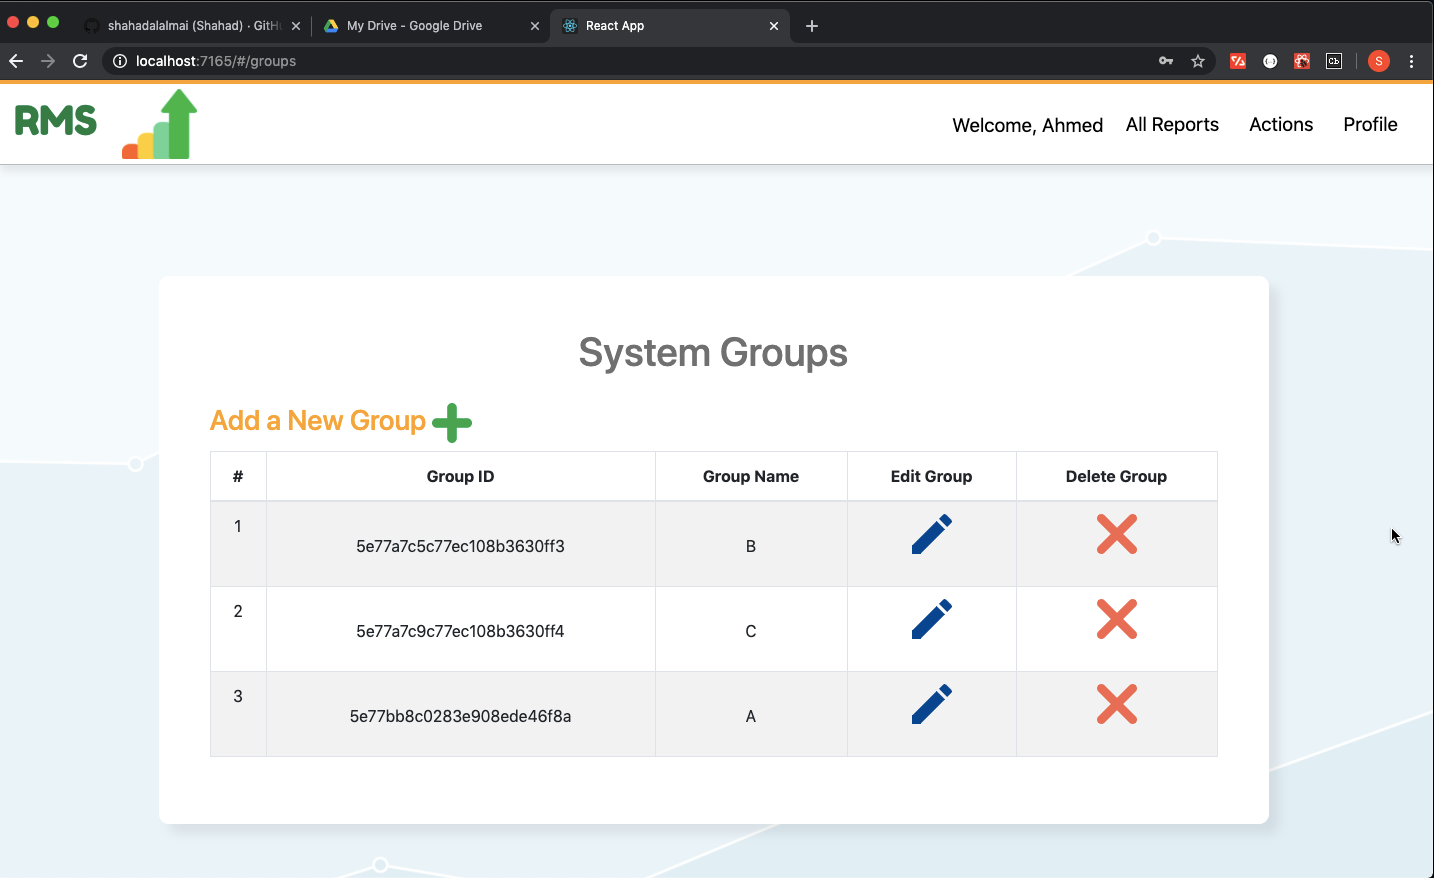 shahadalalmai (Shahad) · GitH
My Drive - Google Drive
React App
localhost:7165/#/groups
S
RMS
Welcome, Ahmed
All Reports
Actions
Profile
System Groups
Add a New Group
# Group ID Group Name Edit Group Delete Group
1 5e77a7c5c77ec108b3630ff3 B
2 5e77a7c9c77ec108b3630ff4 C
3 5e77bb8c0283e908ede46f8a A